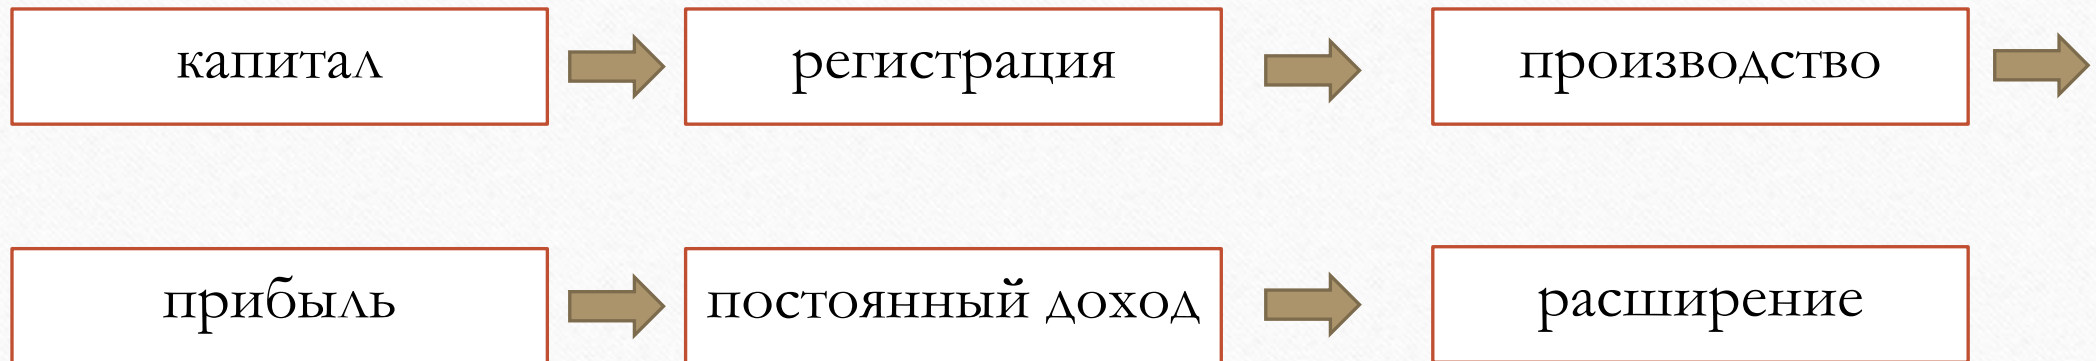 капитал
регистрация
производство
прибыль
постоянный доход
расширение